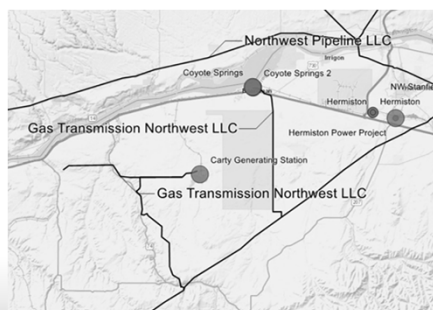 Northwest Pipeline LLC
Irrigon
Coyote Springs
Coyote Springs 2
NW Stanfi
Hermiston
Hermiston
Gas Transmission Northwest LLC
Hermiston Power Project
Carty Generating Station
Gas Transmission Northwest LLC